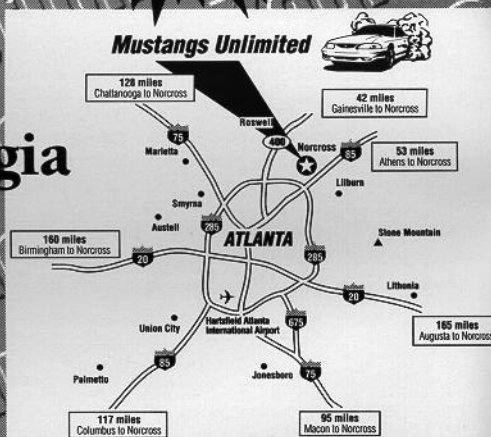 Mustangs Unlimited
128 miles
Chattanooga to Norcross
42 miles
Gainesville to Norcross
Roswell
400
Norcross
75
85
53 miles
Athens to Norcross
gia
Marietta
Lilburn
Smyrna
Austell
285
ATLANTA
Stone Mountain
160 miles
Birmingham to Norcross
285
20
Lithonia
20
Hartsfield Atlanta
International Airport
Union City
675
165 miles
Augusta to Norcross
85
Palmetto
Jonesboro
75
117 miles
Columbus to Norcross
95 miles
Macon to Norcross